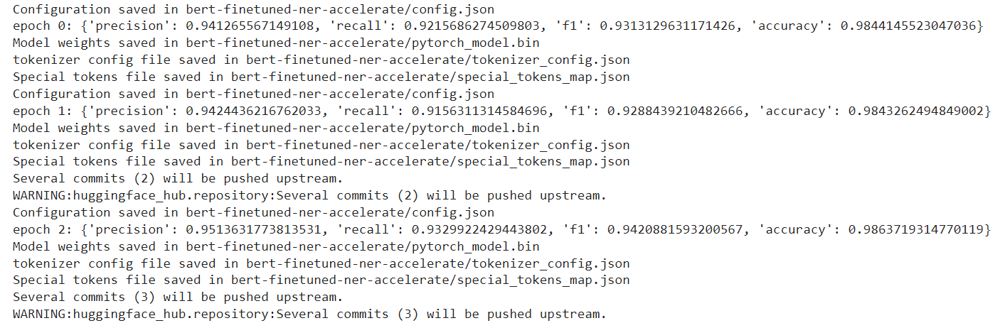 Configuration saved in bert-finetuned-ner-accelerate/config.json
epoch 0: {'precision': 0.941265567149108, 'recall': 0.9215686274509803, 'f1': 0.9313129631171426, 'accuracy': 0.9844145523047036}
Model weights saved in bert-finetuned-ner-accelerate/pytorch_model.bin
tokenizer config file saved in bert-finetuned-ner-accelerate/tokenizer_config.json
Special tokens file saved in bert-finetuned-ner-accelerate/special_tokens_map.json
Configuration saved in bert-finetuned-ner-accelerate/config.json
epoch 1: {'precision': 0.9424436216762033, 'recall': 0.9156311314584696, 'f1': 0.9288439210482666, 'accuracy': 0.9843262494849002}
Model weights saved in bert-finetuned-ner-accelerate/pytorch_model.bin
tokenizer config file saved in bert-finetuned-ner-accelerate/tokenizer_config.json
Special tokens file saved in bert-finetuned-ner-accelerate/special_tokens_map.json
Several commits (2) will be pushed upstream.
WARNING:huggingface_hub.repository:Several commits (2) will be pushed upstream.
Configuration saved in bert-finetuned-ner-accelerate/config.json
epoch 2: {'precision': 0.9513631773813531, 'recall': 0.9329922429443802, 'f1': 0.9420881593200567, 'accuracy': 0.9863719314770119}
Model weights saved in bert-finetuned-ner-accelerate/pytorch_model.bin
tokenizer config file saved in bert-finetuned-ner-accelerate/tokenizer_config.json
Special tokens file saved in bert-finetuned-ner-accelerate/special_tokens_map.json
Several commits (3) will be pushed upstream.
WARNING:huggingface_hub.repository:Several commits (3) will be pushed upstream.